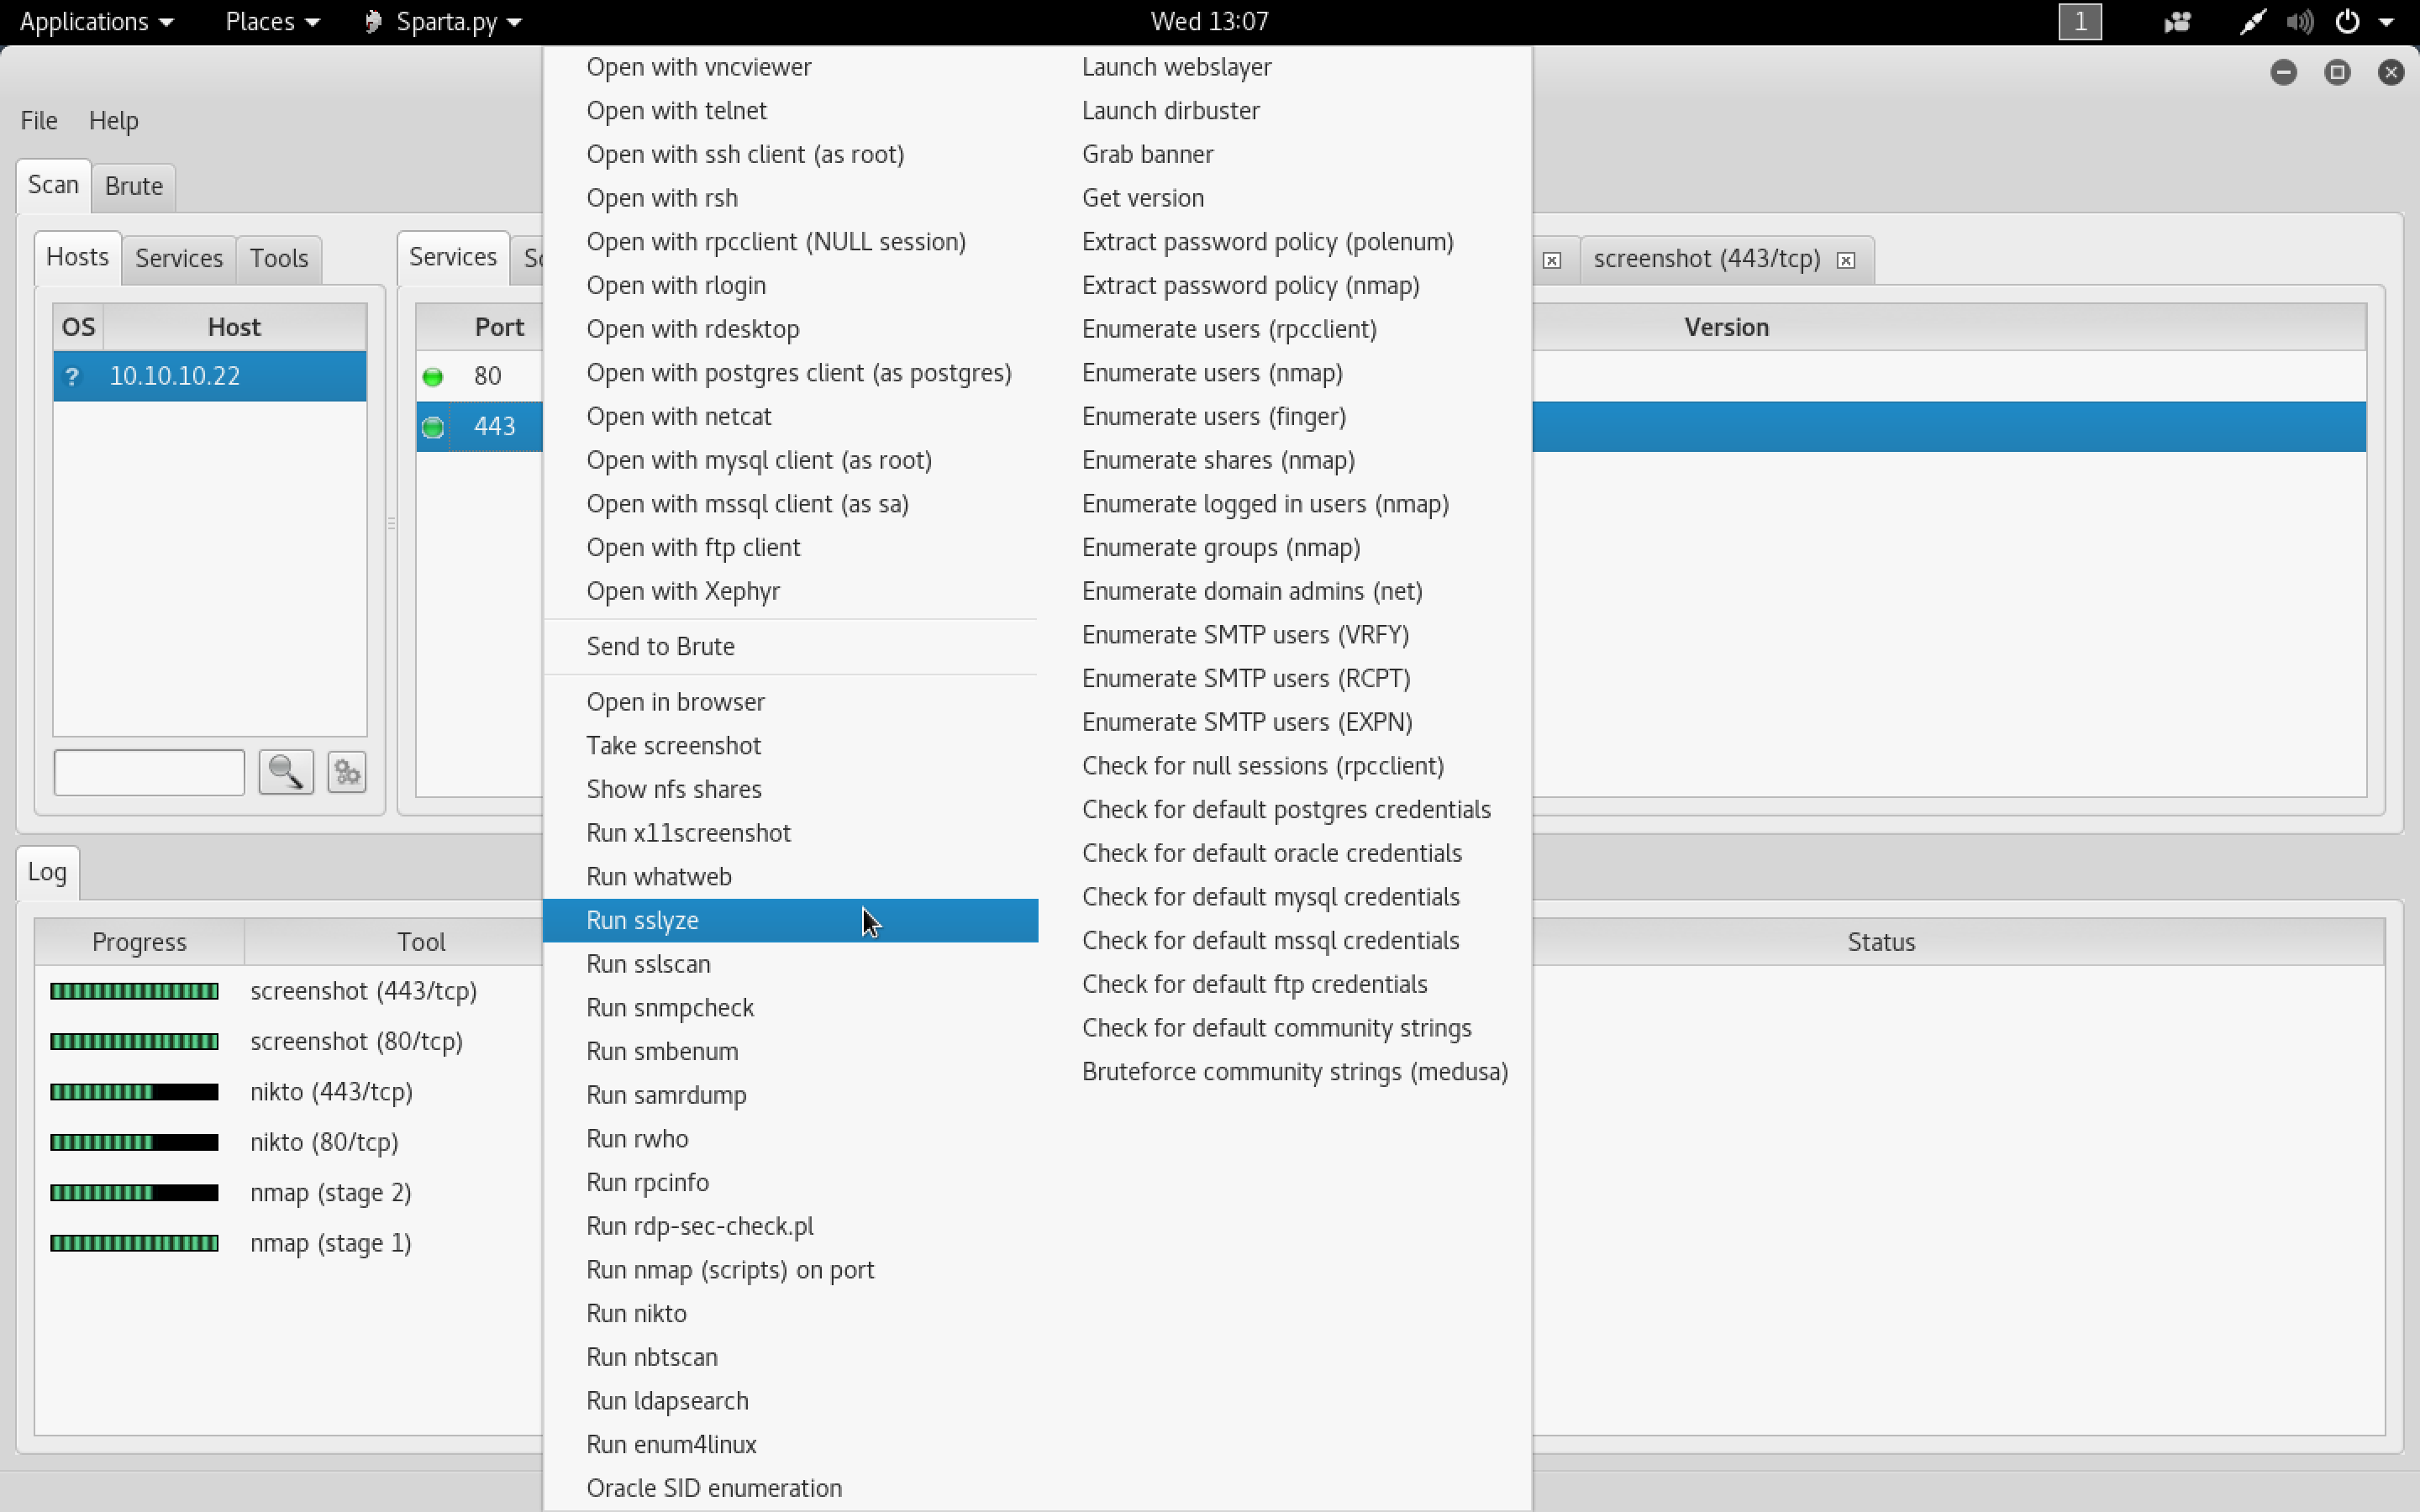 Applications Places Sparta.py Wed 13:07 1
File Help
Scan Brute
Hosts Services Tools
OS Host
? 10.10.10.22
Services
Port
80
443
screenshot (443/tcp)
Version
Open with vncviewer
Open with telnet
Open with ssh client (as root)
Open with rsh
Open with rpcclient (NULL session)
Open with rlogin
Open with rdesktop
Open with postgres client (as postgres)
Open with netcat
Open with mysql client (as root)
Open with mssql client (as sa)
Open with ftp client
Open with Xephyr
Send to Brute
Open in browser
Take screenshot
Show nfs shares
Run x11screenshot
Run whatweb
Run sslyze
Run sslscan
Run snmpcheck
Run smbenum
Run samrdump
Run rwho
Run rpcinfo
Run rdp-sec-check.pl
Run nmap (scripts) on port
Run nikto
Run nbtscan
Run ldapsearch
Run enum4linux
Oracle SID enumeration
Launch webslayer
Launch dirbuster
Grab banner
Get version
Extract password policy (polenum)
Extract password policy (nmap)
Enumerate users (rpcclient)
Enumerate users (nmap)
Enumerate users (finger)
Enumerate shares (nmap)
Enumerate logged in users (nmap)
Enumerate groups (nmap)
Enumerate domain admins (net)
Enumerate SMTP users (VRFY)
Enumerate SMTP users (RCPT)
Enumerate SMTP users (EXPN)
Check for null sessions (rpcclient)
Check for default postgres credentials
Check for default oracle credentials
Check for default mysql credentials
Check for default mssql credentials
Check for default ftp credentials
Check for default community strings
Bruteforce community strings (medusa)
Log
Progress Tool Status
screenshot (443/tcp)
screenshot (80/tcp)
nikto (443/tcp)
nikto (80/tcp)
nmap (stage 2)
nmap (stage 1)